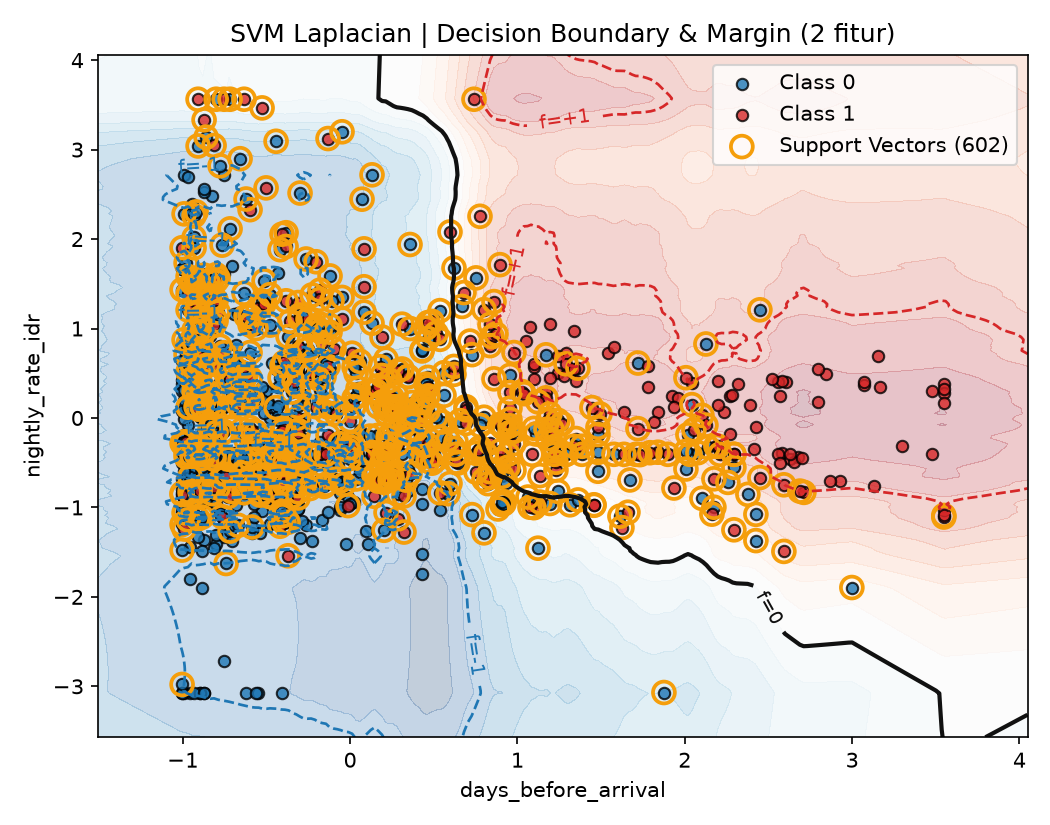 SVM Laplacian | Decision Boundary & Margin (2 fitur)
Class 0
Class 1
Support Vectors (602)
f=+1
f=+1
f=-1
f=0
nightly_rate_idr
4
3
2
1
0
−1
−2
−3
−1
0
1
2
3
4
days_before_arrival